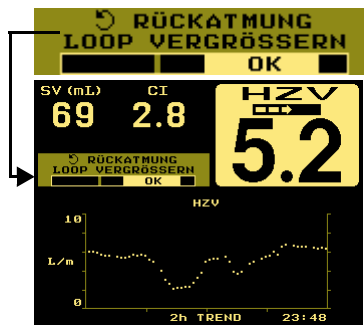 RÜCKATMUNG
LOOP VERGRÖSSERN
OK
SV (mL) CI
69 2.8
HZV
5.2
RÜCKATMUNG
LOOP VERGRÖSSERN
OK
HZV
10
L/m
0
2h TREND 23:48